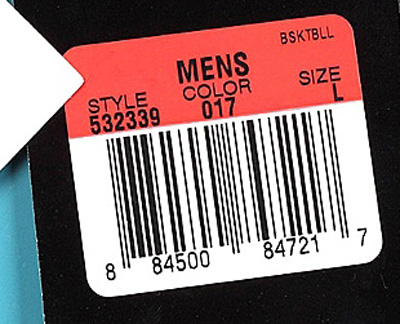 BSKTBLL
MENS
STYLE COLOR SIZE
532339 017 L
8 84500 84721 7